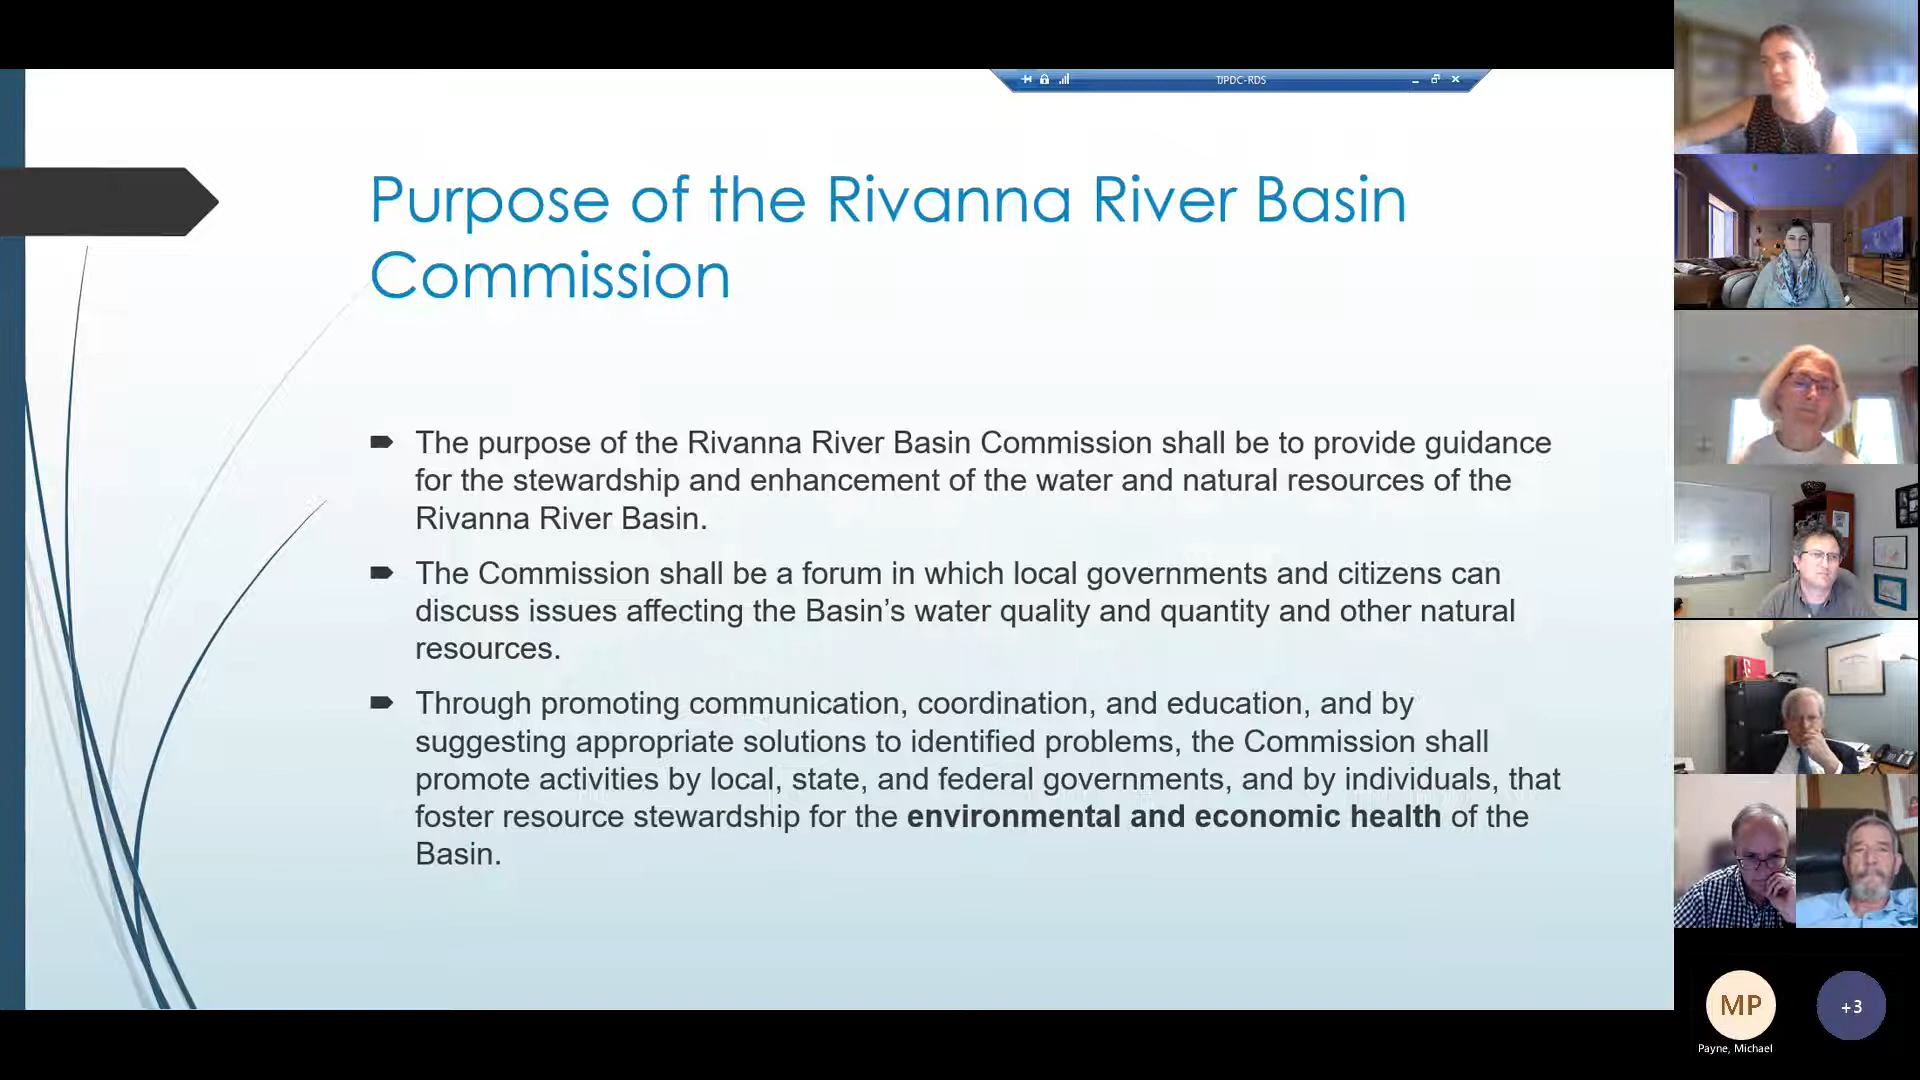 TJPDC-RDS
Purpose of the Rivanna River Basin
Commission
The purpose of the Rivanna River Basin Commission shall be to provide guidance
for the stewardship and enhancement of the water and natural resources of the
Rivanna River Basin.
The Commission shall be a forum in which local governments and citizens can
discuss issues affecting the Basin’s water quality and quantity and other natural
resources.
Through promoting communication, coordination, and education, and by
suggesting appropriate solutions to identified problems, the Commission shall
promote activities by local, state, and federal governments, and by individuals, that
foster resource stewardship for the environmental and economic health of the
Basin.
MP
+3
Payne, Michael